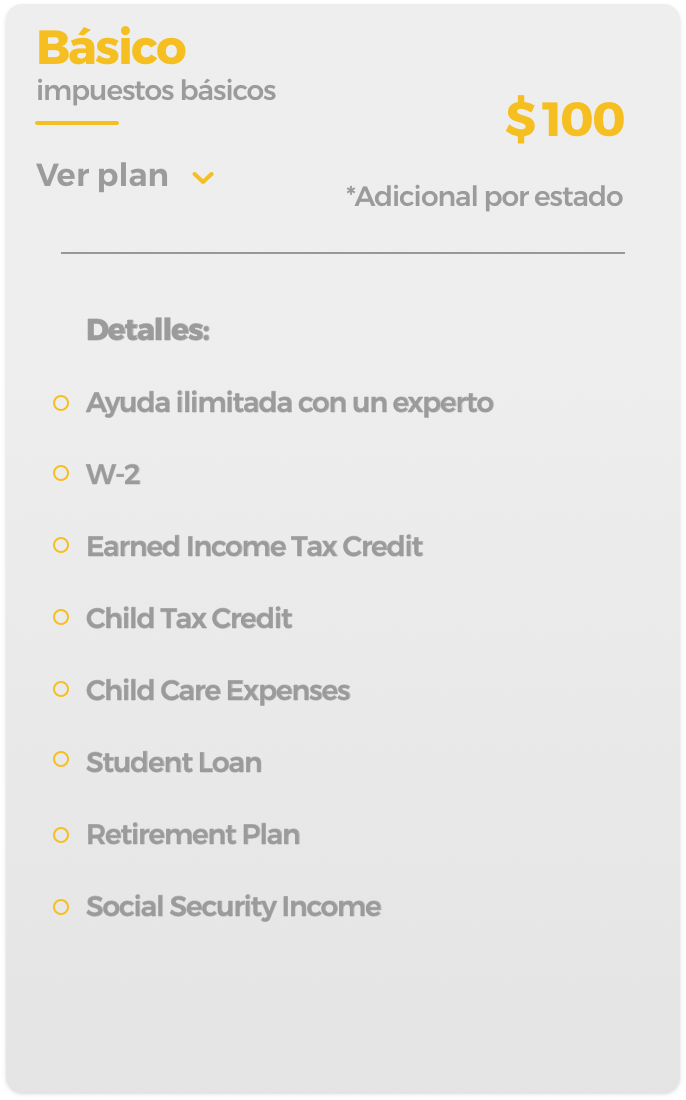 Básico
impuestos básicos
$100
Ver plan
*Adicional por estado
Detalles:
Ayuda ilimitada con un experto
W-2
Earned Income Tax Credit
Child Tax Credit
Child Care Expenses
Student Loan
Retirement Plan
Social Security Income